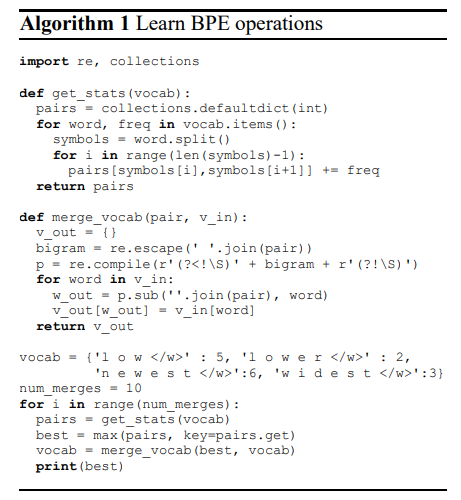 Algorithm 1 Learn BPE operations
import re, collections
def get_stats(vocab):
  pairs = collections.defaultdict(int)
  for word, freq in vocab.items():
    symbols = word.split()
    for i in range(len(symbols)-1):
      pairs[symbols[i],symbols[i+1]] += freq
  return pairs
def merge_vocab(pair, v_in):
  v_out = {}
  bigram = re.escape(' '.join(pair))
  p = re.compile(r'(?<!\S)' + bigram + r'(?!\S)')
  for word in v_in:
    w_out = p.sub(''.join(pair), word)
    v_out[w_out] = v_in[word]
  return v_out
vocab = {'l o w </w>' : 5, 'l o w e r </w>' : 2,
         'n e w e s t </w>':6, 'w i d e s t </w>':3}
num_merges = 10
for i in range(num_merges):
  pairs = get_stats(vocab)
  best = max(pairs, key=pairs.get)
  vocab = merge_vocab(best, vocab)
  print(best)